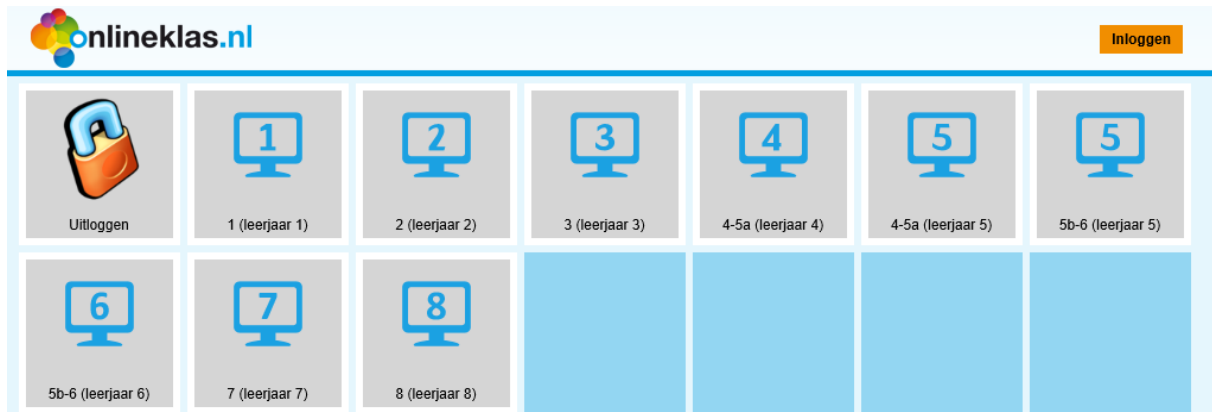 onlineklas.nl
Inloggen
1
2
3
4
5
5
Uitloggen
1 (leerjaar 1)
2 (leerjaar 2)
3 (leerjaar 3)
4-5a (leerjaar 4)
4-5a (leerjaar 5)
5b-6 (leerjaar 5)
6
7
8
5b-6 (leerjaar 6)
7 (leerjaar 7)
8 (leerjaar 8)